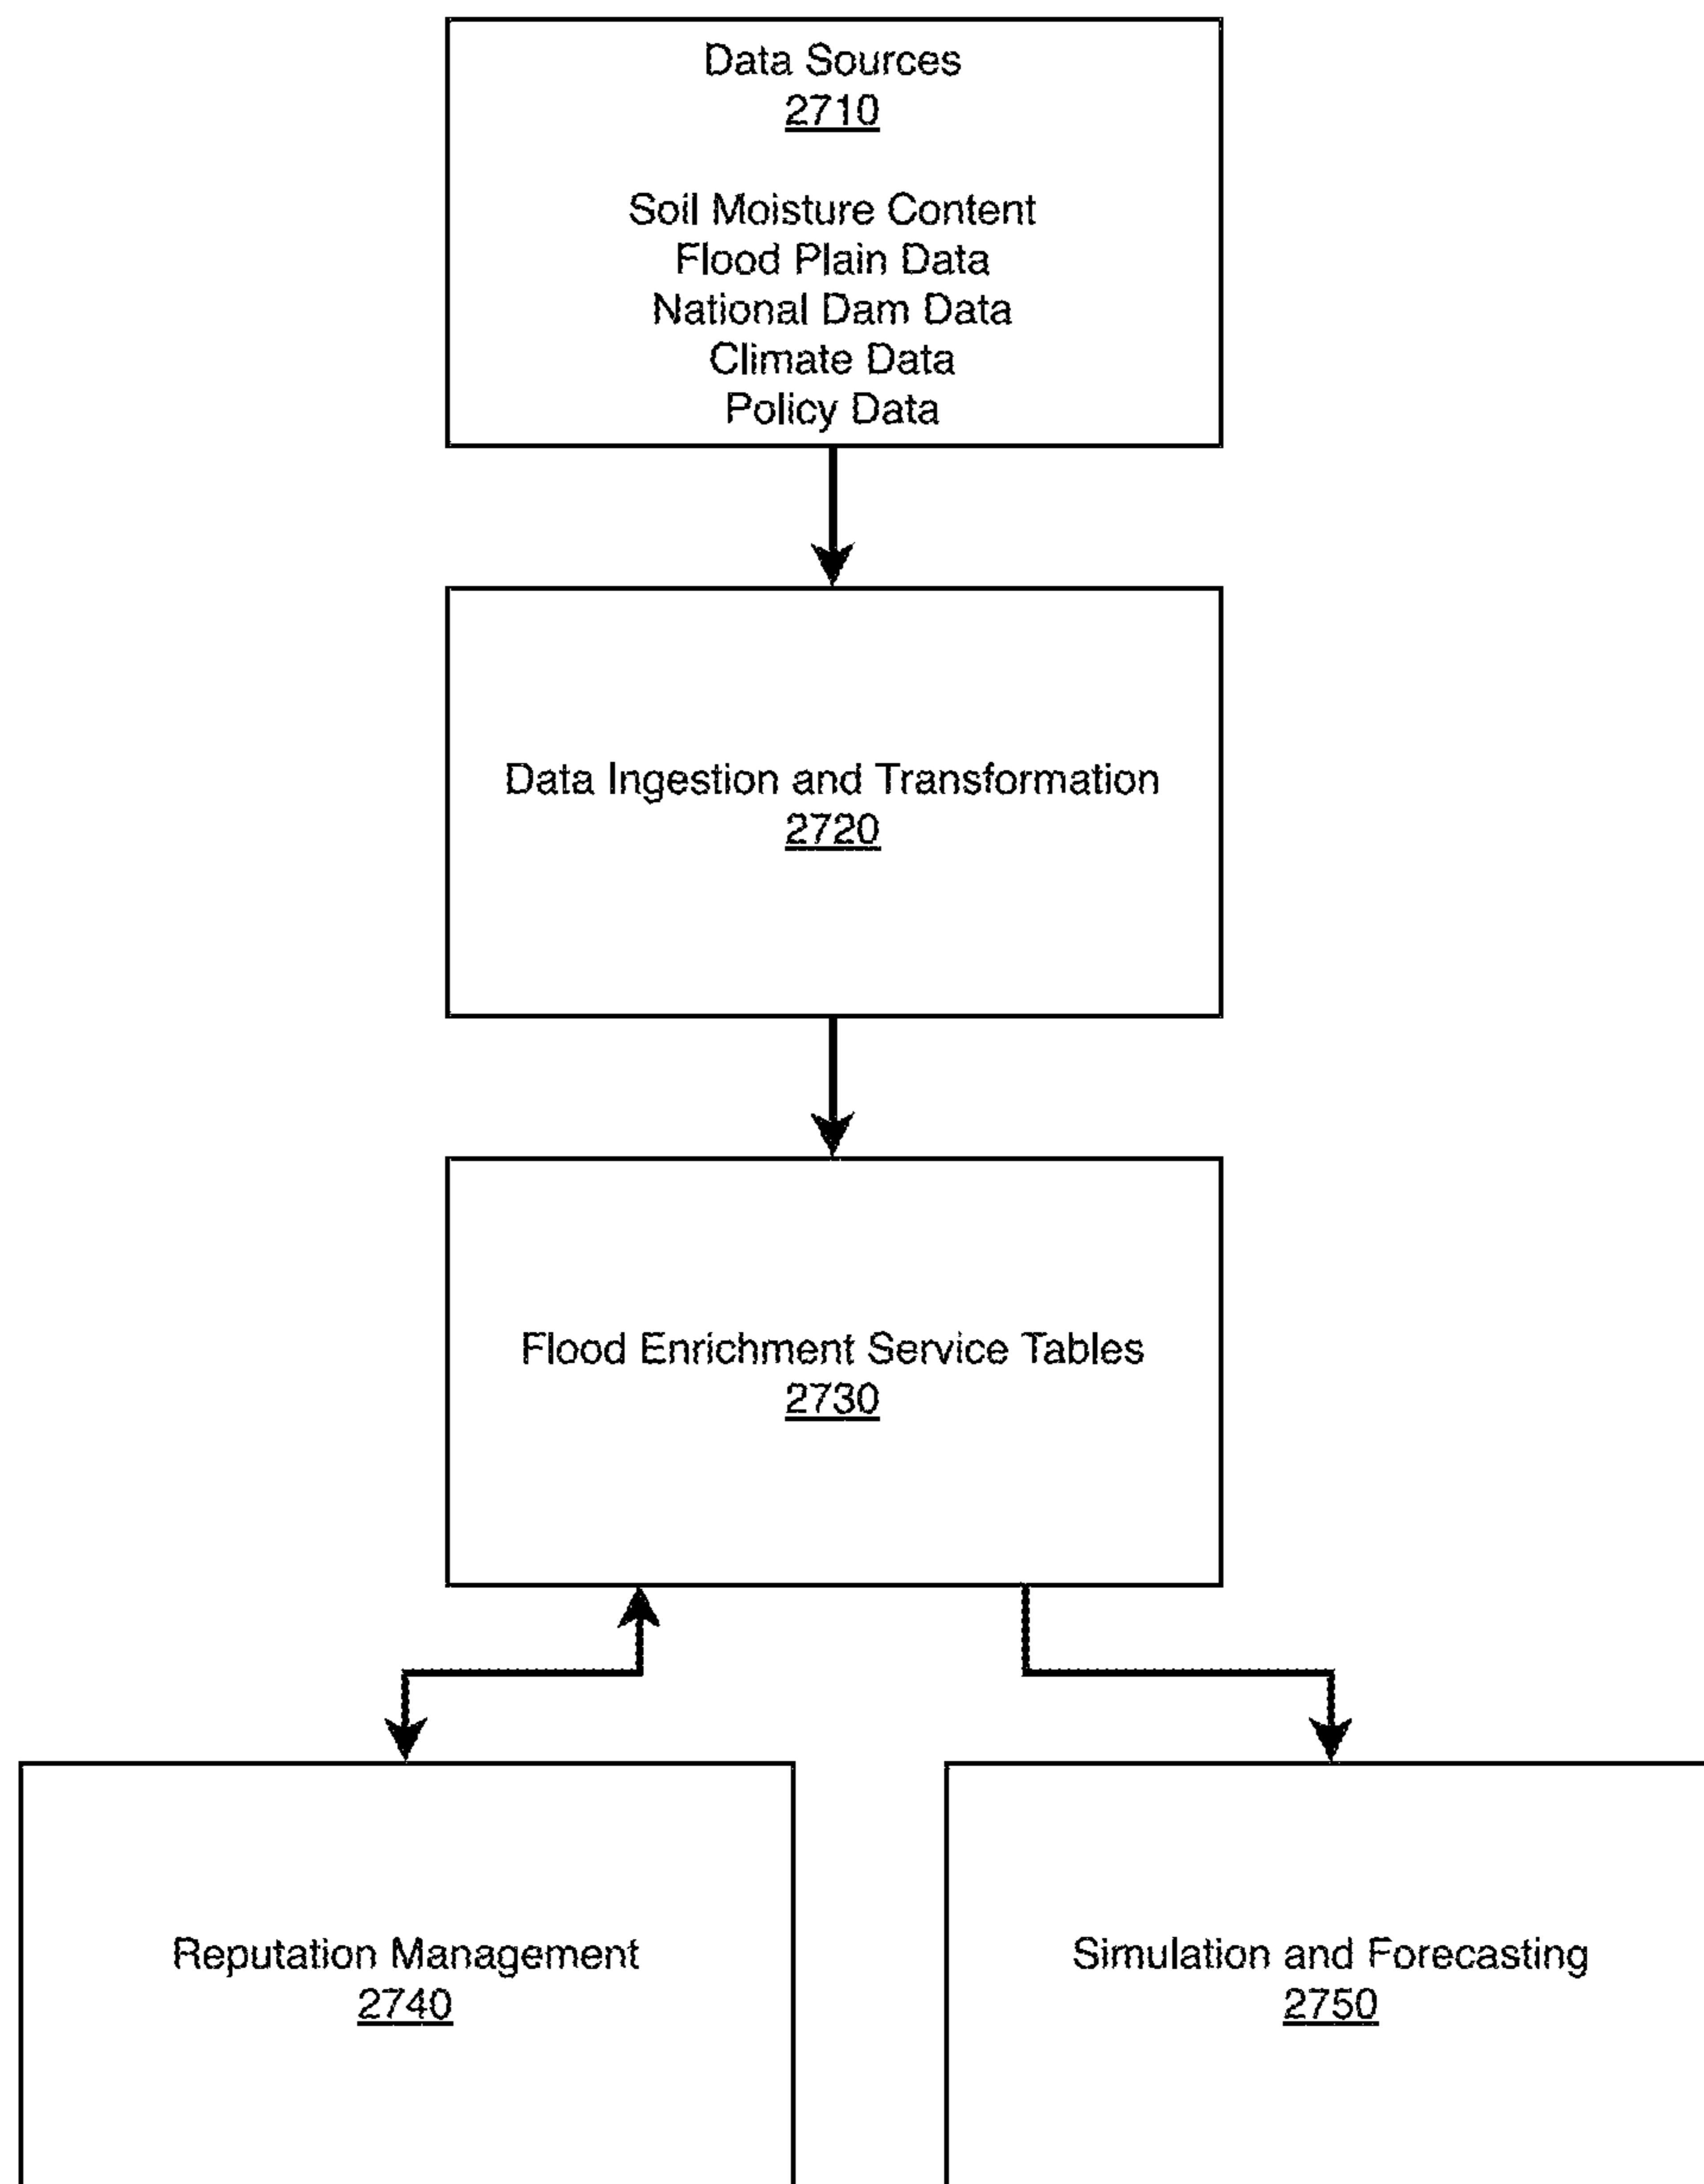 Data Sources
2710
Soil Moisture Content
Flood Plain Data
National Dam Data
Climate Data
Policy Data
Data Ingestion and Transformation
2720
Flood Enrichment Service Tables
2730
Reputation Management
2740
Simulation and Forecasting
2750